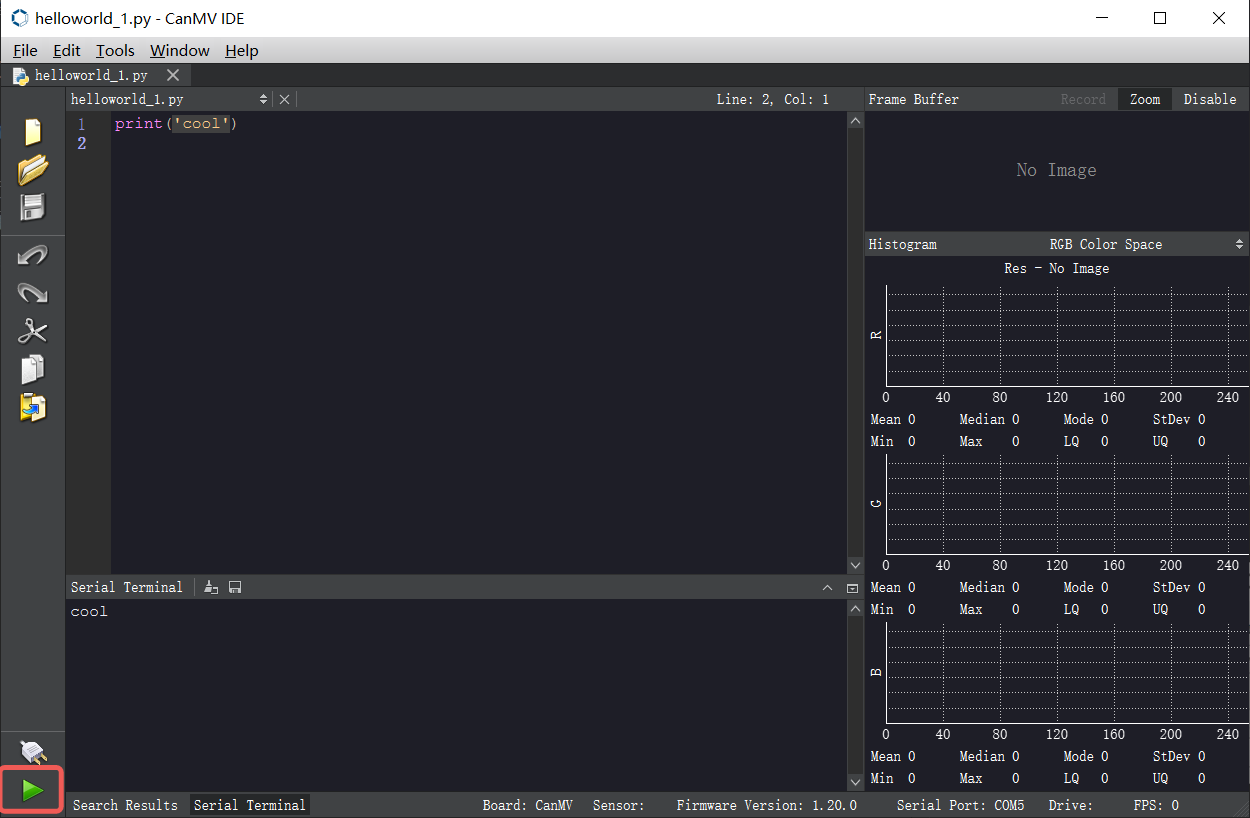 helloworld_1.py - CanMV IDE
File Edit Tools Window Help
helloworld_1.py
helloworld_1.py Line: 2, Col: 1
1 print('cool')
2
Serial Terminal
cool
Frame Buffer Record Zoom Disable
No Image
Histogram RGB Color Space
Res - No Image
R
0 40 80 120 160 200 240
Mean 0 Median 0 Mode 0 StDev 0
Min 0 Max 0 LQ 0 UQ 0
G
0 40 80 120 160 200 240
Mean 0 Median 0 Mode 0 StDev 0
Min 0 Max 0 LQ 0 UQ 0
B
0 40 80 120 160 200 240
Mean 0 Median 0 Mode 0 StDev 0
Min 0 Max 0 LQ 0 UQ 0
Search Results Serial Terminal Board: CanMV Sensor: Firmware Version: 1.20.0 Serial Port: COM5 Drive: FPS: 0